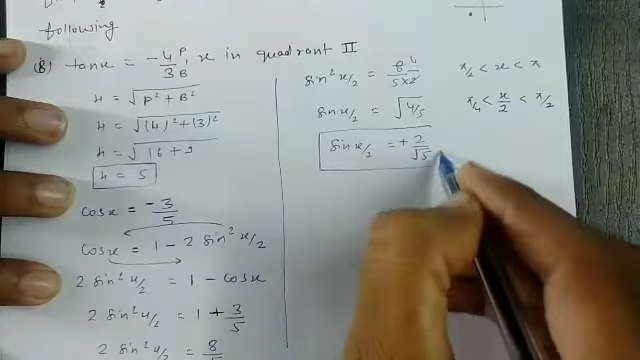 following
(8) tanx = -4/3 P/B, x in quadrant II
H = √P² + B²
H = √(4)² + (3)²
H = √16 + 9
H = 5
cosx = -3/5
cosx = 1 - 2 sin² x/2
2 sin² x/2 = 1 - cosx
2 sin² x/2 = 1 + 3/5
2 sin² x/2 = 8/5
sin² x/2 = 8 4/5×2
sin x/2 = √4/5
sin x/2 = + 2/√5
π/2 < x < π
π/4 < x/2 < π/2